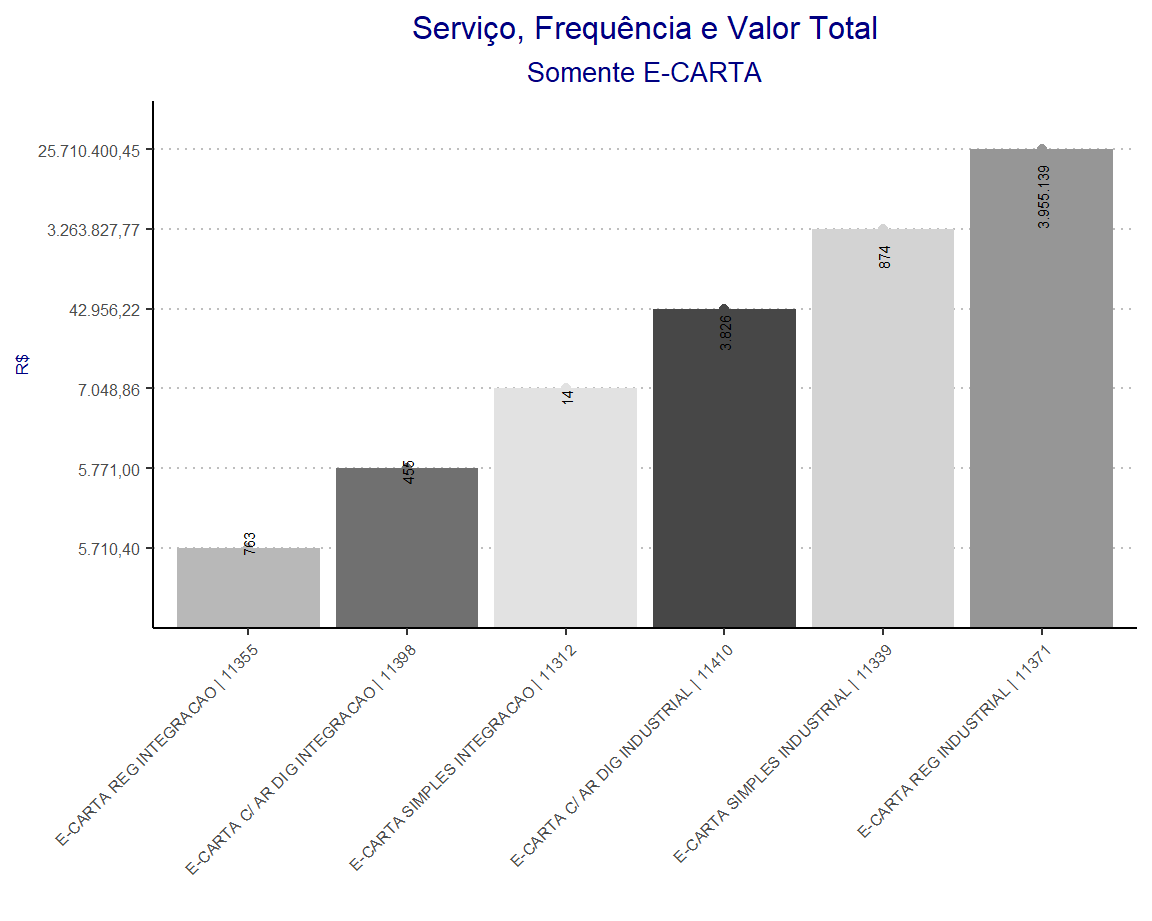 Serviço, Frequência e Valor Total
Somente E-CARTA
25.710.400,45
3.263.827,77
42.956,22
7.048,86
5.771,00
5.710,40
R$
763
455
14
3.826
874
3.955.139
E-CARTA REG INTEGRACAO | 11355
E-CARTA C/ AR DIG INTEGRACAO | 11398
E-CARTA SIMPLES INTEGRACAO | 11312
E-CARTA C/ AR DIG INDUSTRIAL | 11410
E-CARTA SIMPLES INDUSTRIAL | 11339
E-CARTA REG INDUSTRIAL | 11371